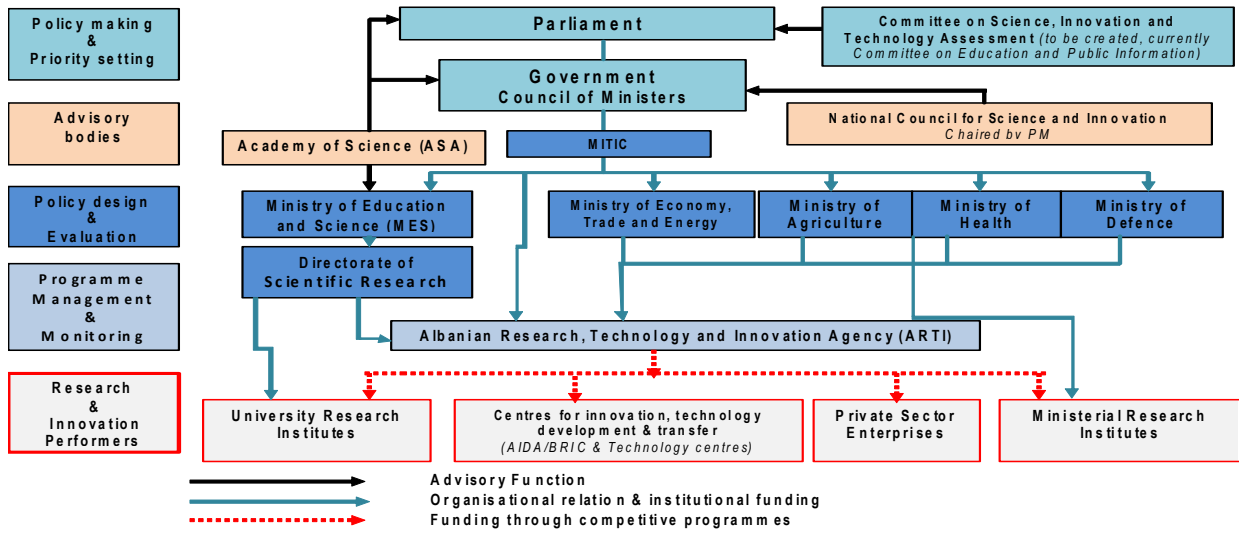 Policy making
&
Priority setting
Parliament
Committee on Science, Innovation and
Technology Assessment (to be created, currently
Committee on Education and Public Information)
Government
Council of Ministers
Advisory
bodies
National Council for Science and Innovation
Chaired by PM
Academy of Science (ASA)
MITIC
Policy design
&
Evaluation
Ministry of Education
and Science (MES)
Ministry of Economy,
Trade and Energy
Ministry of
Agriculture
Ministry of
Health
Ministry of
Defence
Directorate of
Scientific Research
Programme
Management
&
Monitoring
Albanian Research, Technology and Innovation Agency (ARTI)
Research
&
Innovation
Performers
University Research
Institutes
Centres for innovation, technology
development & transfer
(AIDA/BRIC & Technology centres)
Private Sector
Enterprises
Ministerial Research
Institutes
Advisory Function
Organisational relation & institutional funding
Funding through competitive programmes